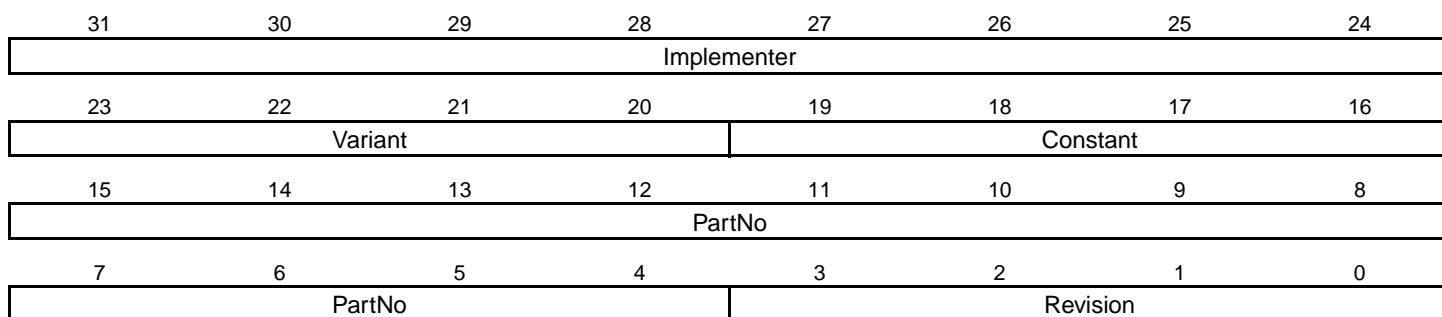 31 30 29 28 27 26 25 24
Implementer
23 22 21 20 19 18 17 16
Variant Constant
15 14 13 12 11 10 9 8
PartNo
7 6 5 4 3 2 1 0
PartNo Revision